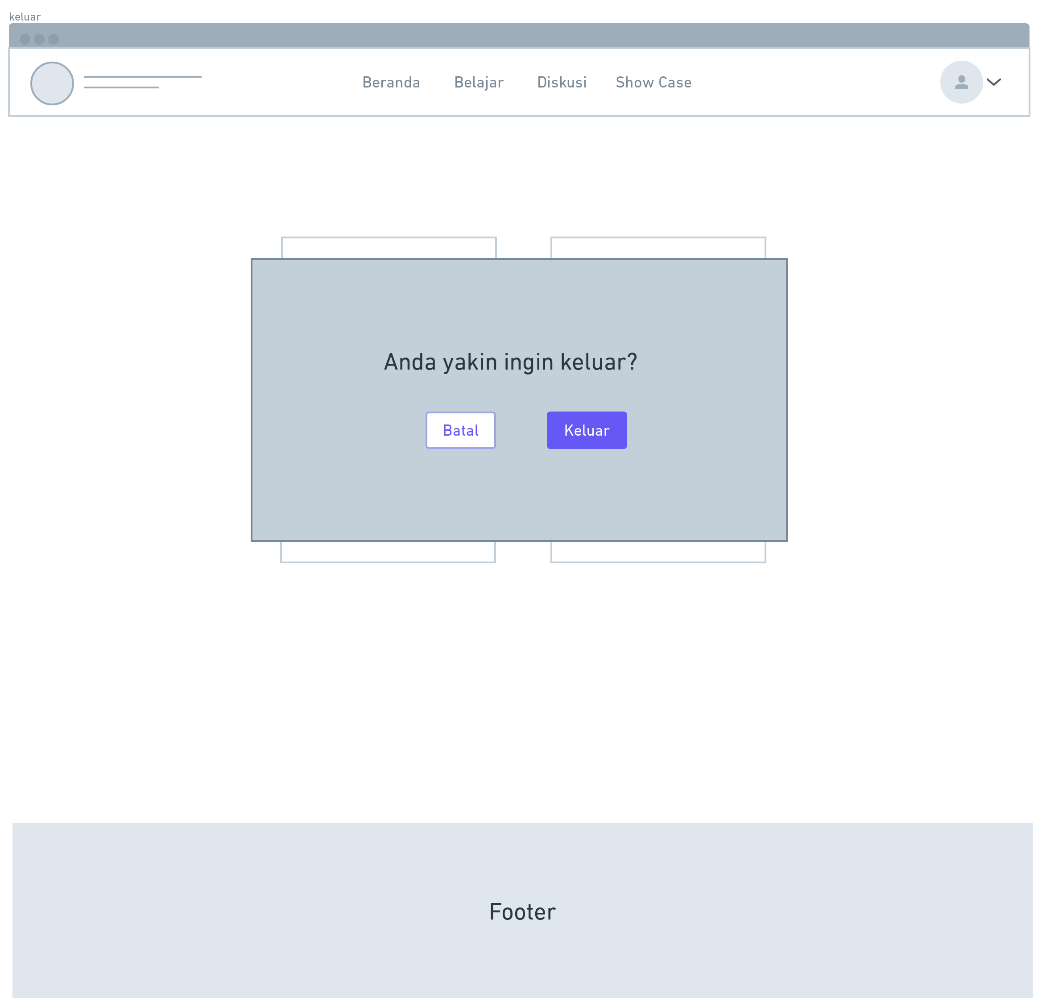 keluar
Beranda Belajar Diskusi Show Case
Anda yakin ingin keluar?
Batal Keluar
Footer